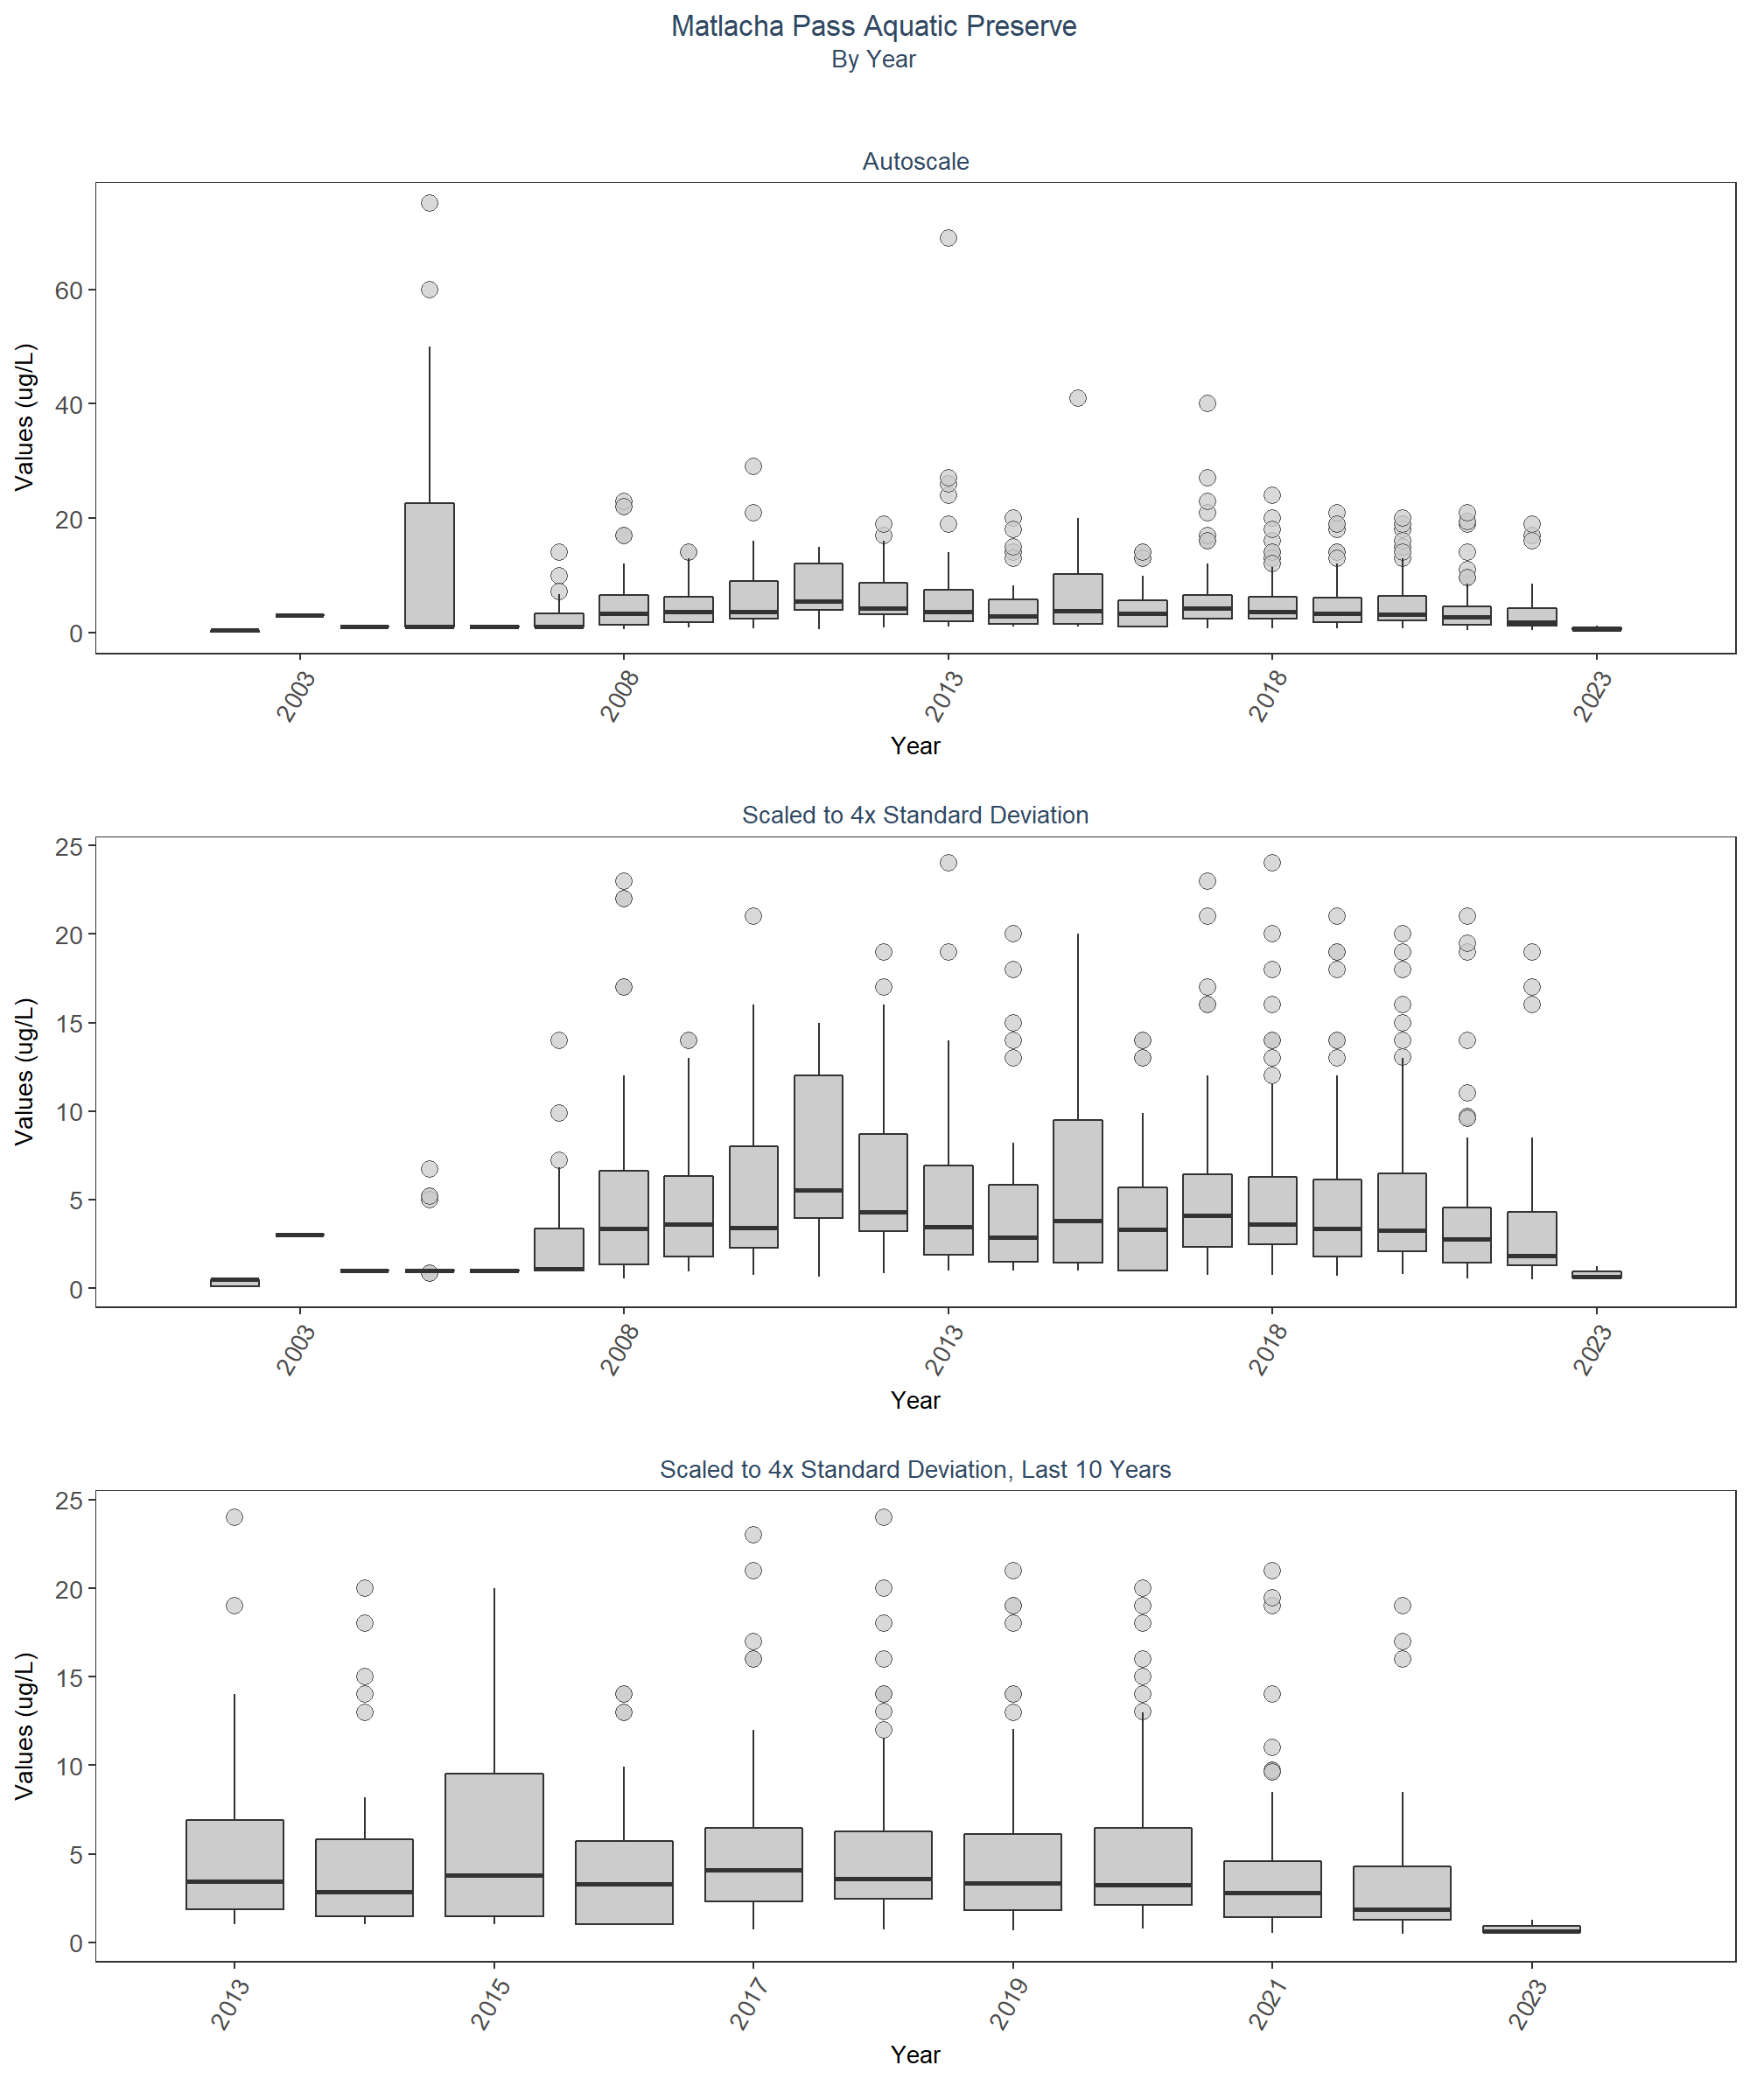 Matlacha Pass Aquatic Preserve
By Year
Autoscale
Values (ug/L)
60
40
20
0
2003
2008
2013
2018
2023
Year
Scaled to 4x Standard Deviation
Values (ug/L)
25
20
15
10
5
0
2003
2008
2013
2018
2023
Year
Scaled to 4x Standard Deviation, Last 10 Years
Values (ug/L)
25
20
15
10
5
0
2013
2015
2017
2019
2021
2023
Year